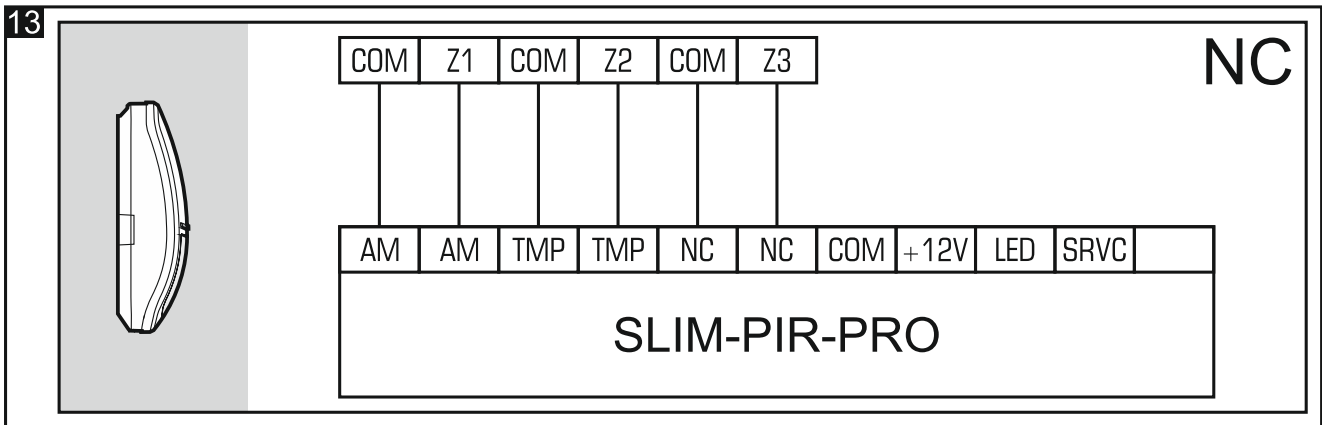 13
NC
COM Z1 COM Z2 COM Z3
AM AM TMP TMP NC NC COM +12V LED SRVC
SLIM-PIR-PRO